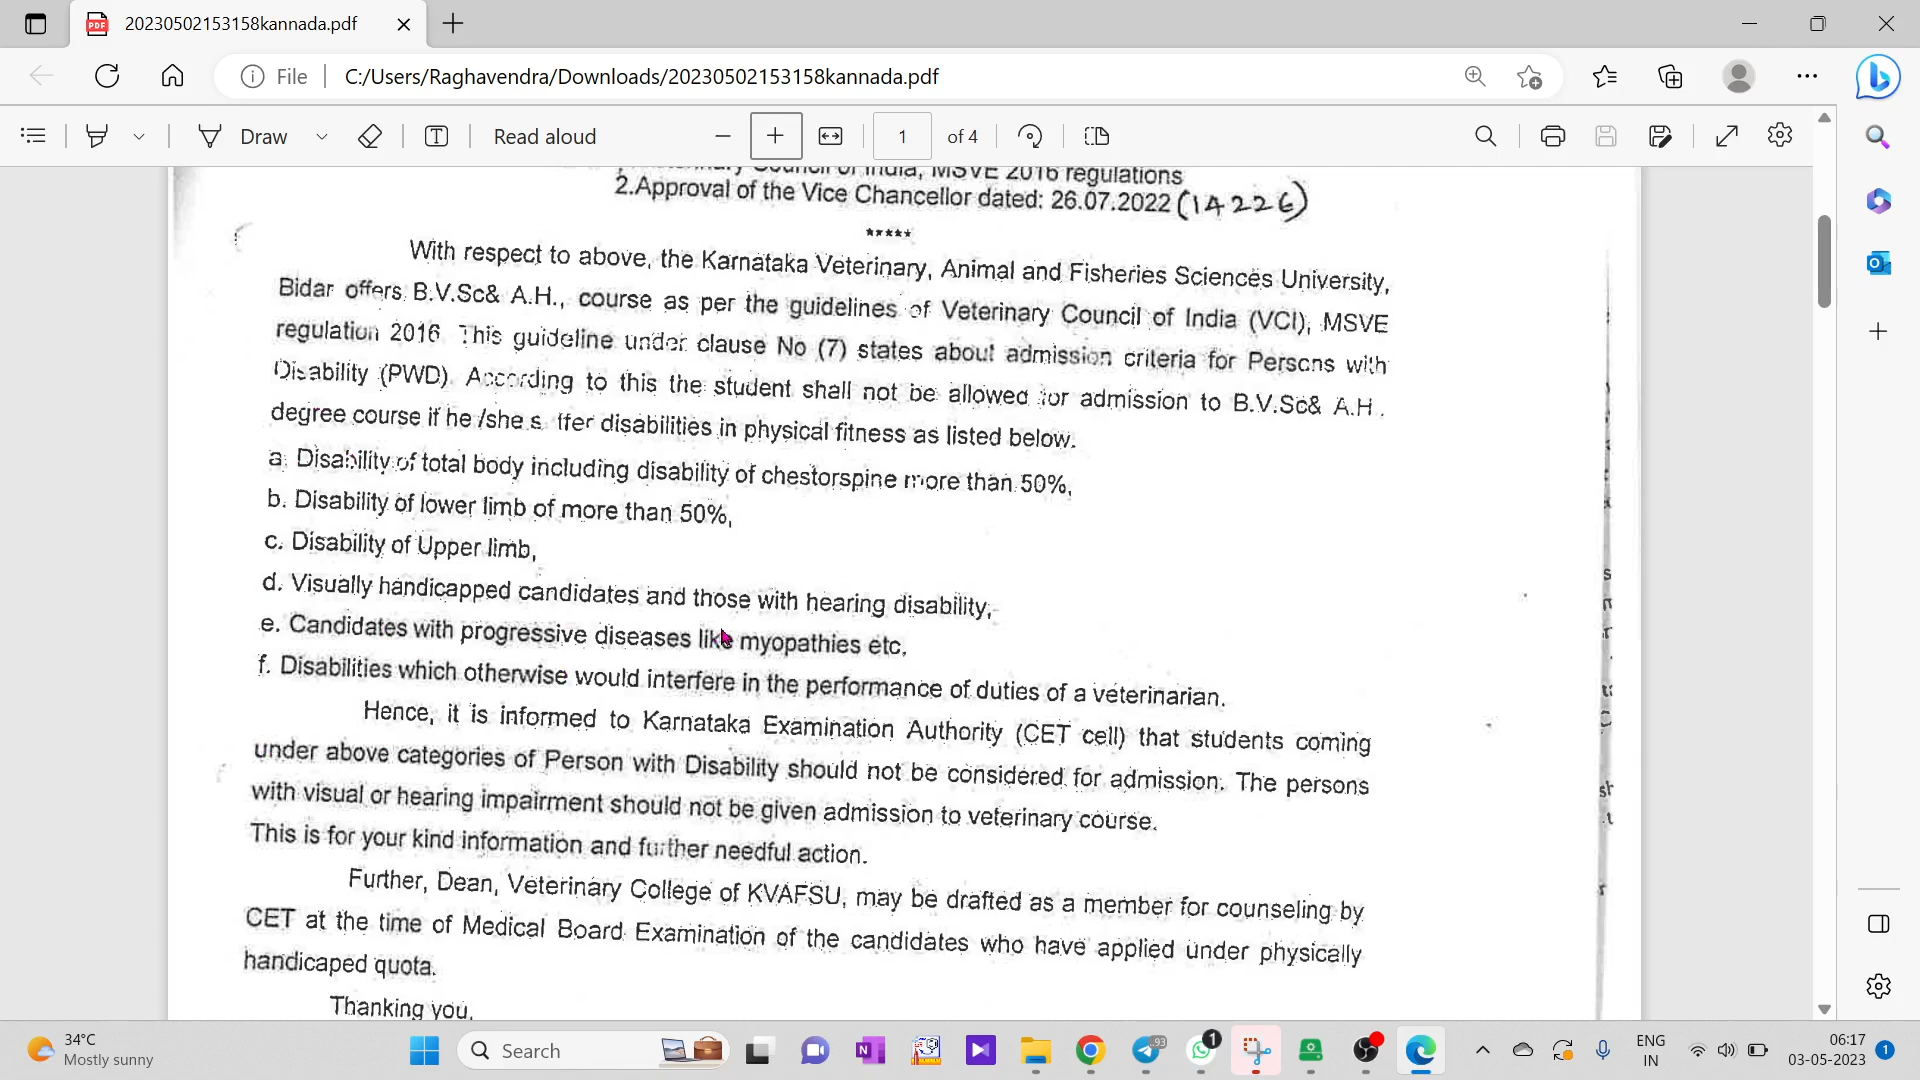 20230502153158kannada.pdf
File C:/Users/Raghavendra/Downloads/20230502153158kannada.pdf
Draw Read aloud 1 of 4
Council of India, MSVE 2016 regulations
2.Approval of the Vice Chancellor dated: 26.07.2022 (14226)
*****
With respect to above, the Karnataka Veterinary, Animal and Fisheries Sciences University,
Bidar offers B.V.Sc& A.H., course as per the guidelines of Veterinary Council of India (VCI), MSVE
regulation 2016 This guideline under clause No (7) states about admission criteria for Persons with
Disability (PWD). According to this the student shall not be allowed for admission to B.V.Sc& A.H.
degree course if he /she disabilities in physical fitness as listed below.
a. Disability of total body including disability of chestorspine more than 50%,
b. Disability of lower limb of more than 50%,
c. Disability of Upper limb,
d. Visually handicapped candidates and those with hearing disability,
e. Candidates with progressive diseases like myopathies etc.
f. Disabilities which otherwise would interfere in the performance of duties of a veterinarian.
Hence, it is informed to Karnataka Examination Authority (CET cell) that students coming
under above categories of Person with Disability should not be considered for admission. The persons
with visual or hearing impairment should not be given admission to veterinary course.
This is for your kind information and further needful action.
Further, Dean, Veterinary College of KVAFSU, may be drafted as a member for counseling by
CET at the time of Medical Board Examination of the candidates who have applied under physically
handicaped quota.
Thanking you,
34°C
Mostly sunny
Search
93
1
ENG
IN
06:17
03-05-2023
1